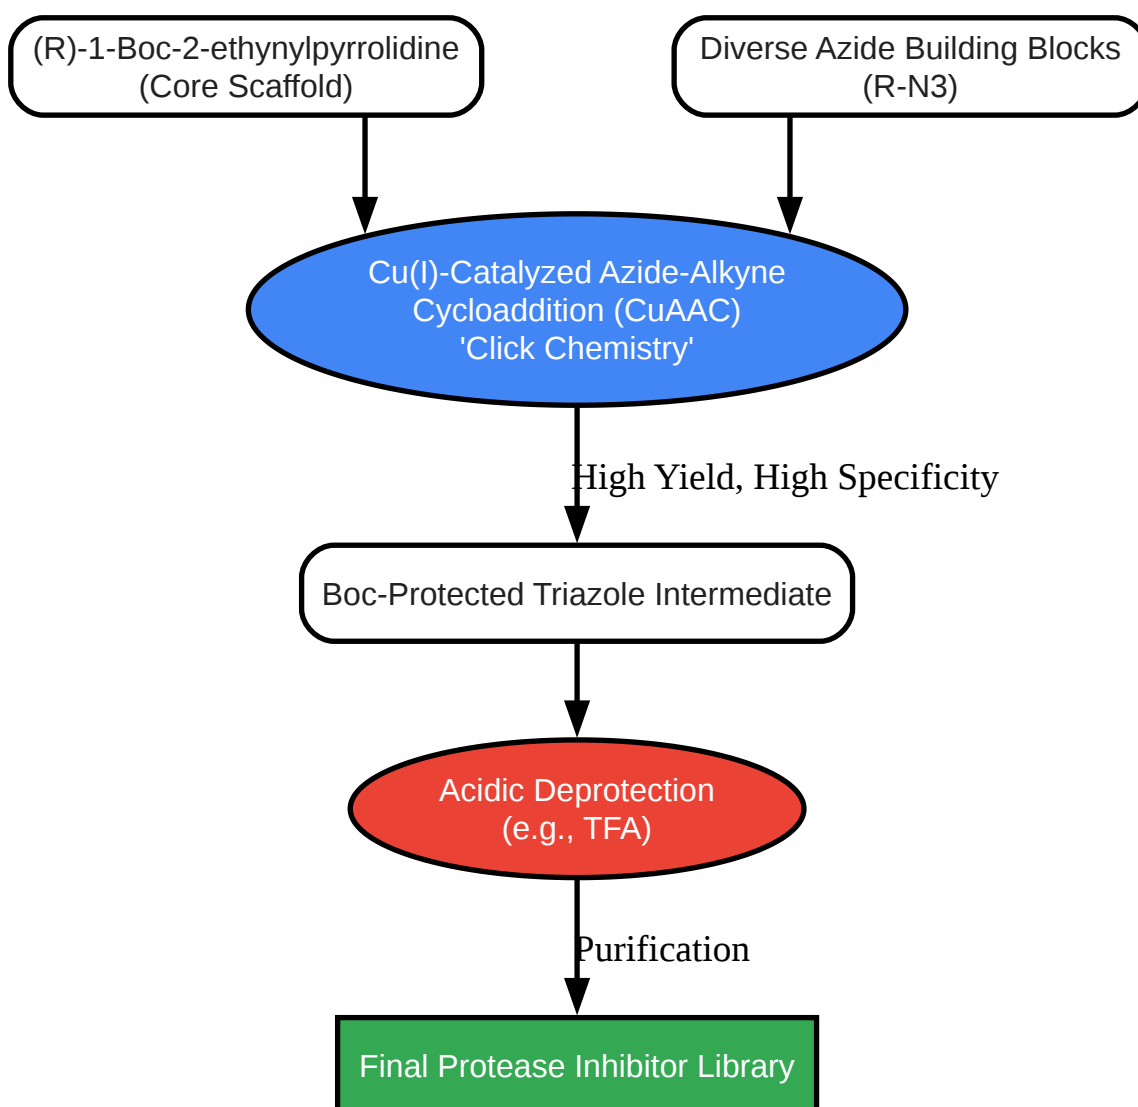 (R)-1-Boc-2-ethynylpyrrolidine
(Core Scaffold)
Diverse Azide Building Blocks
(R-N3)
Cu(I)-Catalyzed Azide-Alkyne
Cycloaddition (CuAAC)
'Click Chemistry'
High Yield, High Specificity
Boc-Protected Triazole Intermediate
Acidic Deprotection
(e.g., TFA)
Purification
Final Protease Inhibitor Library